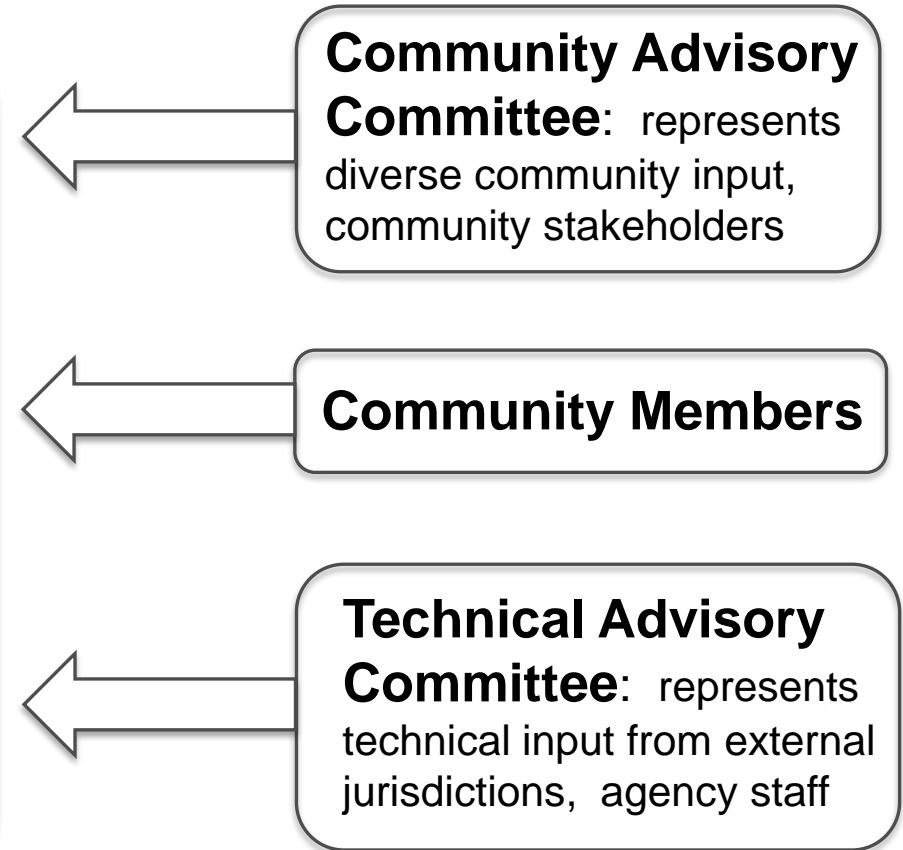 Community Advisory
Committee:  represents
diverse community input,
community stakeholders
Community Members
Technical Advisory
Committee:  represents
technical input from external
jurisdictions,  agency staff